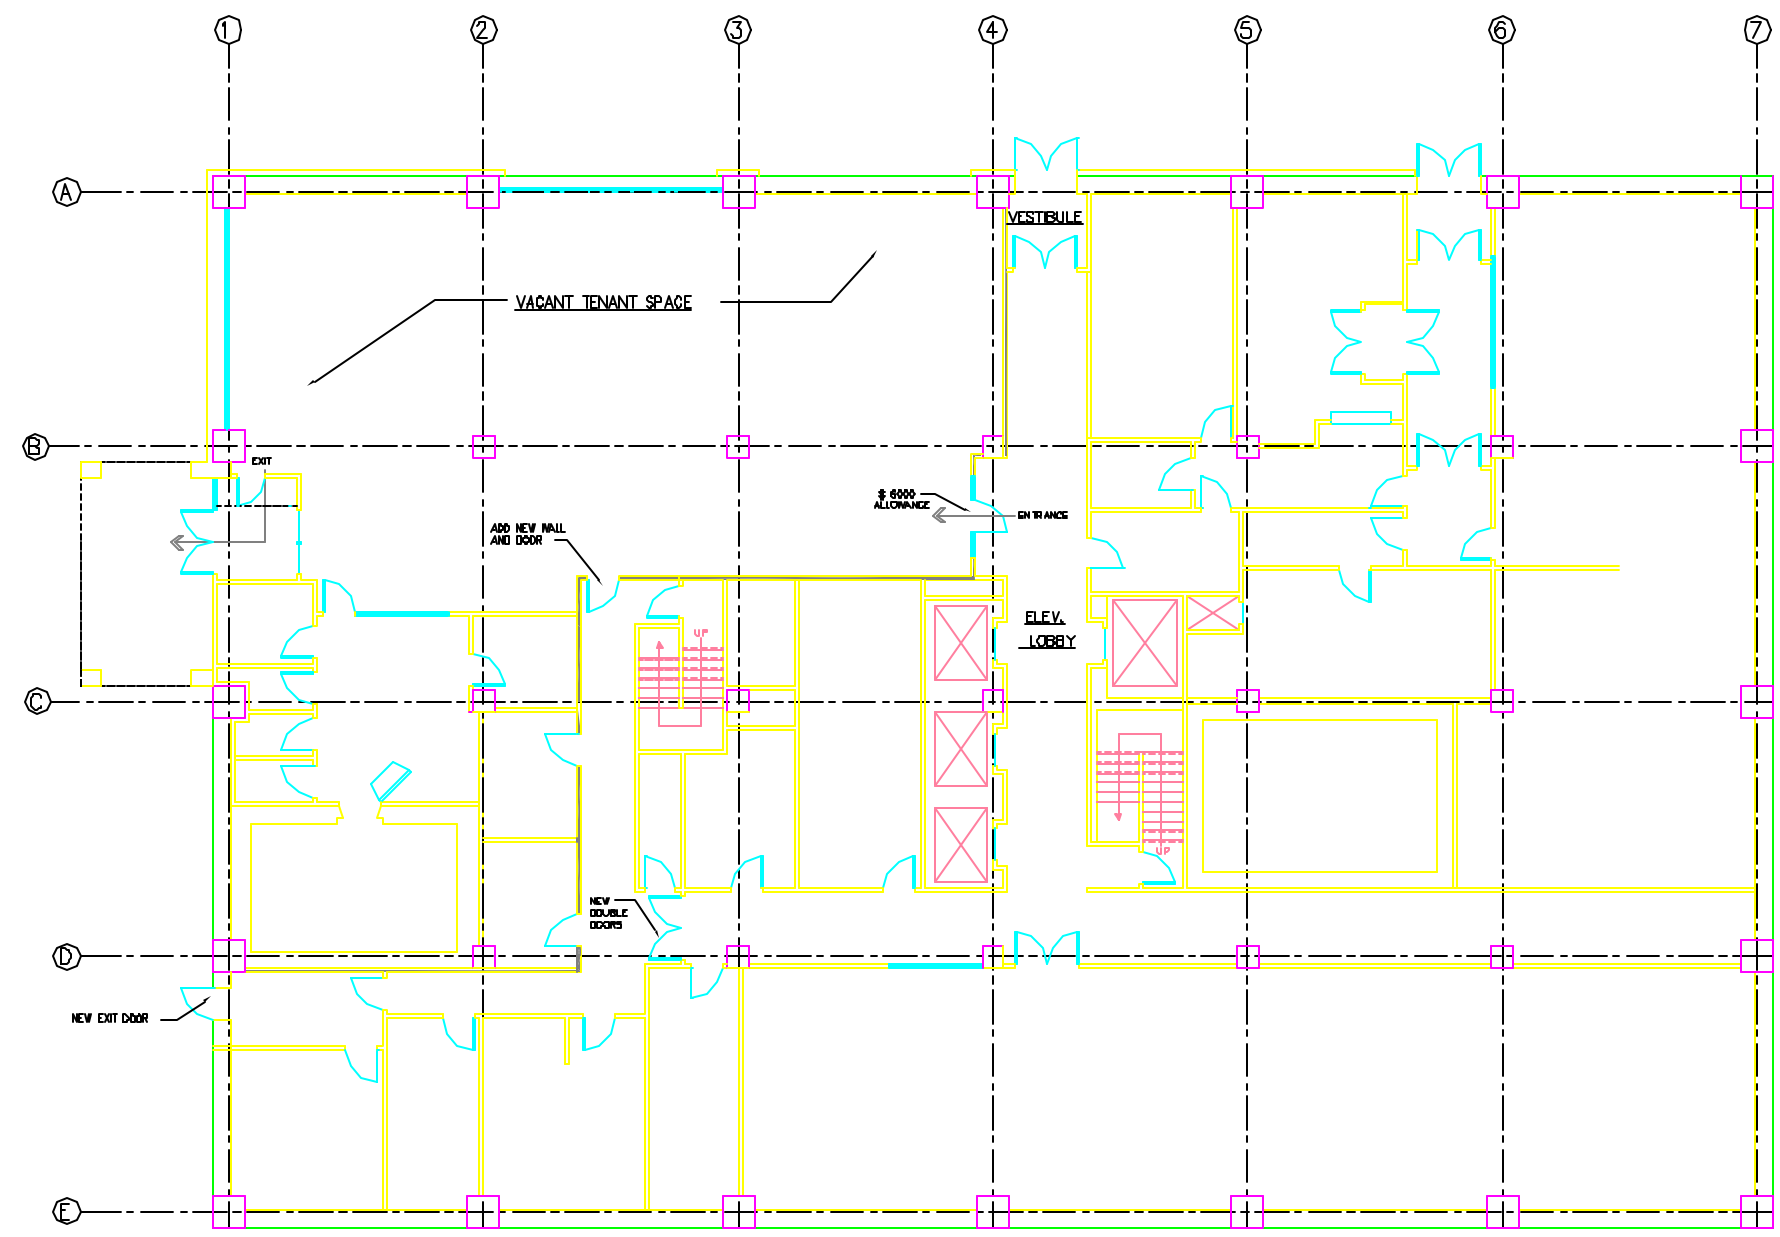 1 2 3 4 5 6 7
A
VESTIBULE
VACANT TENANT SPACE
B
EXIT
$ 6000
ALLOWANCE
ENTRANCE
ADD NEW WALL
AND DOOR
ELEV.
LOBBY
UP
C
UP
NEW
DOUBLE
DOORS
D
NEW EXIT DOOR
E